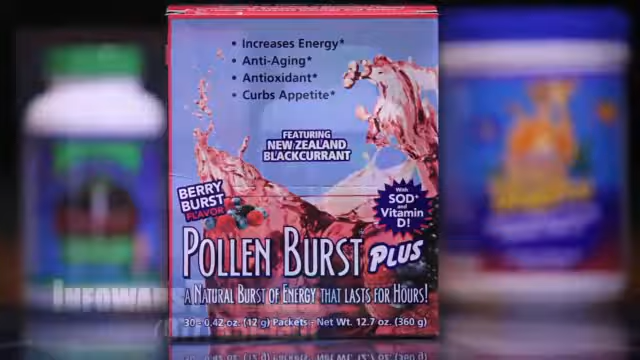 • Increases Energy*
• Anti-Aging*
• Antioxidant*
• Curbs Appetite*
FEATURING
NEW ZEALAND
BLACKCURRANT
BERRY
BURST
FLAVOR
With
SOD+
and
Vitamin
D!
POLLEN BURST PLUS
A NATURAL BURST OF ENERGY THAT LASTS FOR HOURS!
30 - 0.42 oz. (12 g) Packets - Net Wt. 12.7 oz. (360 g)